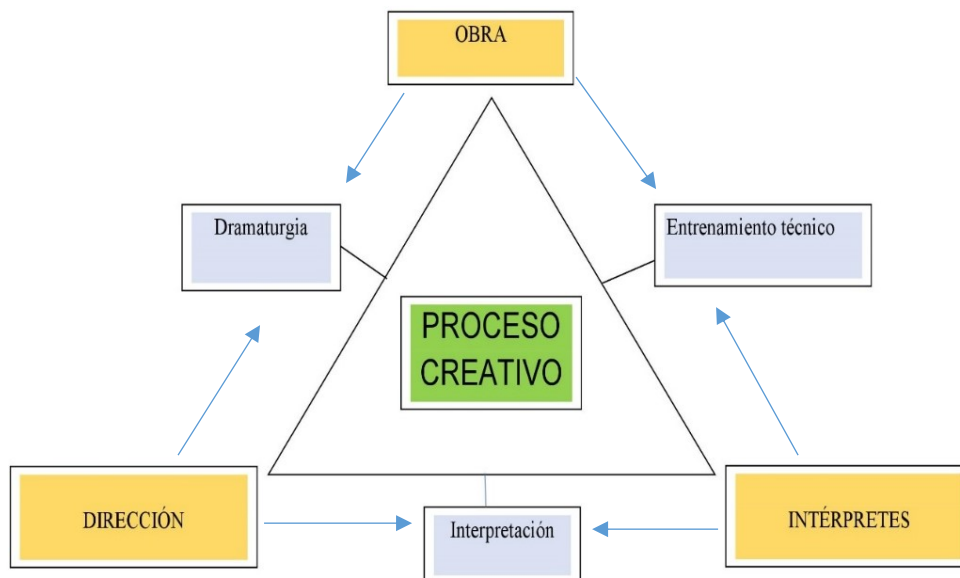 OBRA
Dramaturgia
Entrenamiento técnico
PROCESO
CREATIVO
DIRECCIÓN
Interpretación
INTÉRPRETES